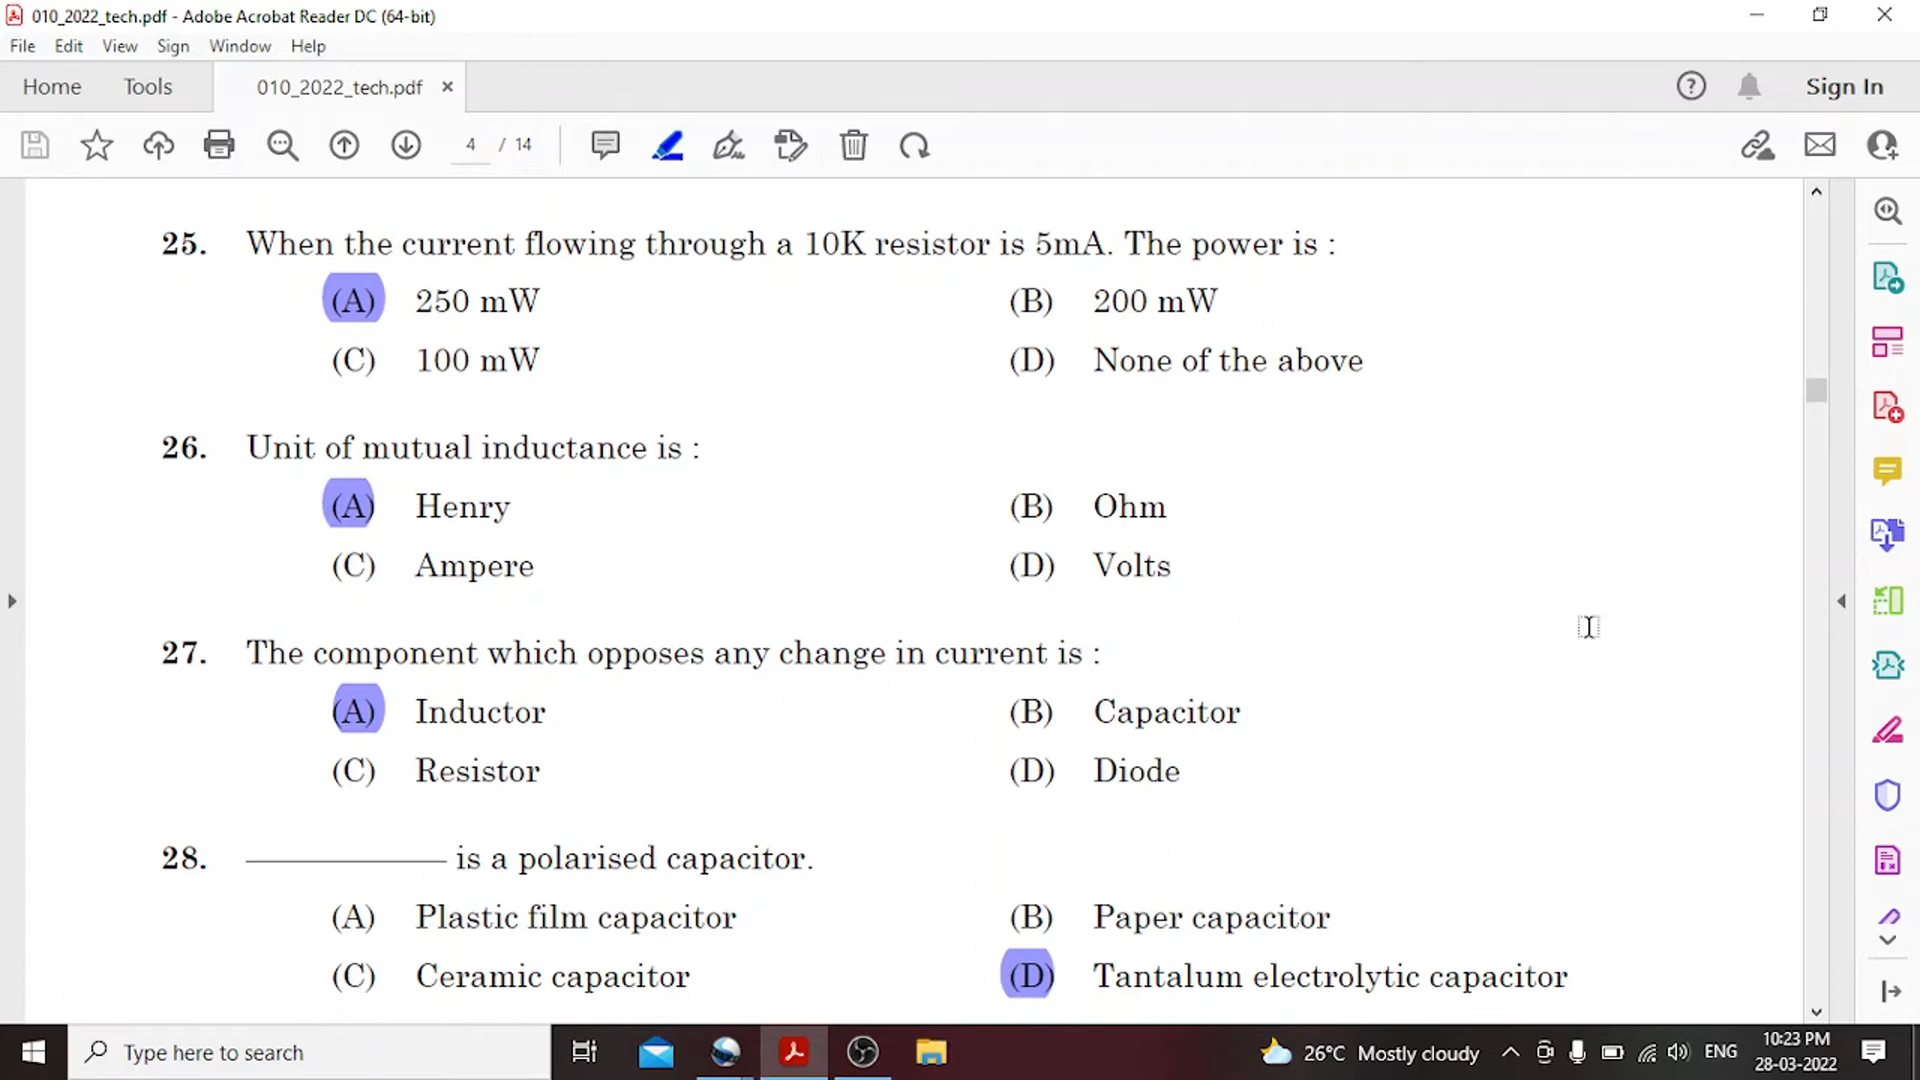 010_2022_tech.pdf - Adobe Acrobat Reader DC (64-bit)
File Edit View Sign Window Help
Home Tools 010_2022_tech.pdf × Sign In
4 / 14
25. When the current flowing through a 10K resistor is 5mA. The power is :
(A) 250 mW (B) 200 mW
(C) 100 mW (D) None of the above
26. Unit of mutual inductance is :
(A) Henry (B) Ohm
(C) Ampere (D) Volts
27. The component which opposes any change in current is :
(A) Inductor (B) Capacitor
(C) Resistor (D) Diode
28. __________ is a polarised capacitor.
(A) Plastic film capacitor (B) Paper capacitor
(C) Ceramic capacitor (D) Tantalum electrolytic capacitor
Type here to search 26°C Mostly cloudy ENG 10:23 PM
28-03-2022